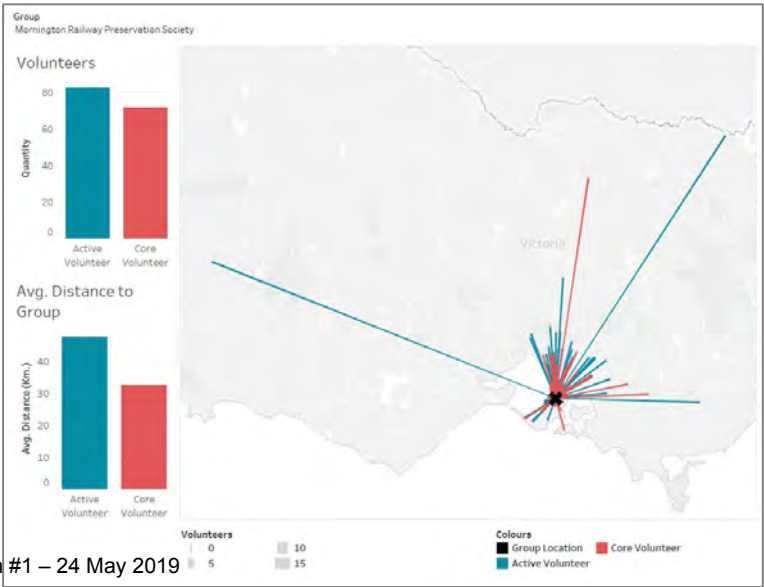 Group
Mornington Railway Preservation Society
Volunteers
80
60
40
20
0
Quantity
Active Volunteer
Core Volunteer
Avg. Distance to
Group
40
30
20
10
0
Avg. Distance (Km.)
Active Volunteer
Core Volunteer
Victoria
Volunteers
0
5
10
15
Colours
Group Location
Core Volunteer
Active Volunteer
#1 – 24 May 2019